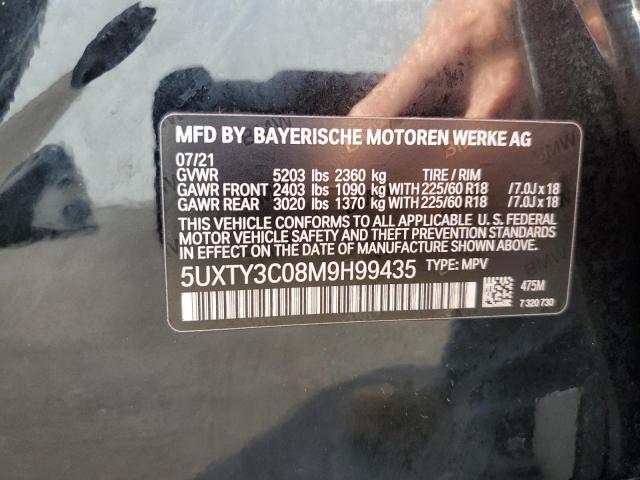 MFD BY BAYERISCHE MOTOREN WERKE AG
07/21
GVWR 5203 lbs 2360 kg TIRE / RIM
GAWR FRONT 2403 lbs 1090 kg WITH 225/60 R18 /7.0J x 18
GAWR REAR 3020 lbs 1370 kg WITH 225/60 R18 /7.0J x 18
THIS VEHICLE CONFORMS TO ALL APPLICABLE U. S. FEDERAL
MOTOR VEHICLE SAFETY AND THEFT PREVENTION STANDARDS
IN EFFECT ON THE DATE OF MANUFACTURE SHOWN ABOVE.
5UXTY3C08M9H99435 TYPE: MPV
475M
7 320 730